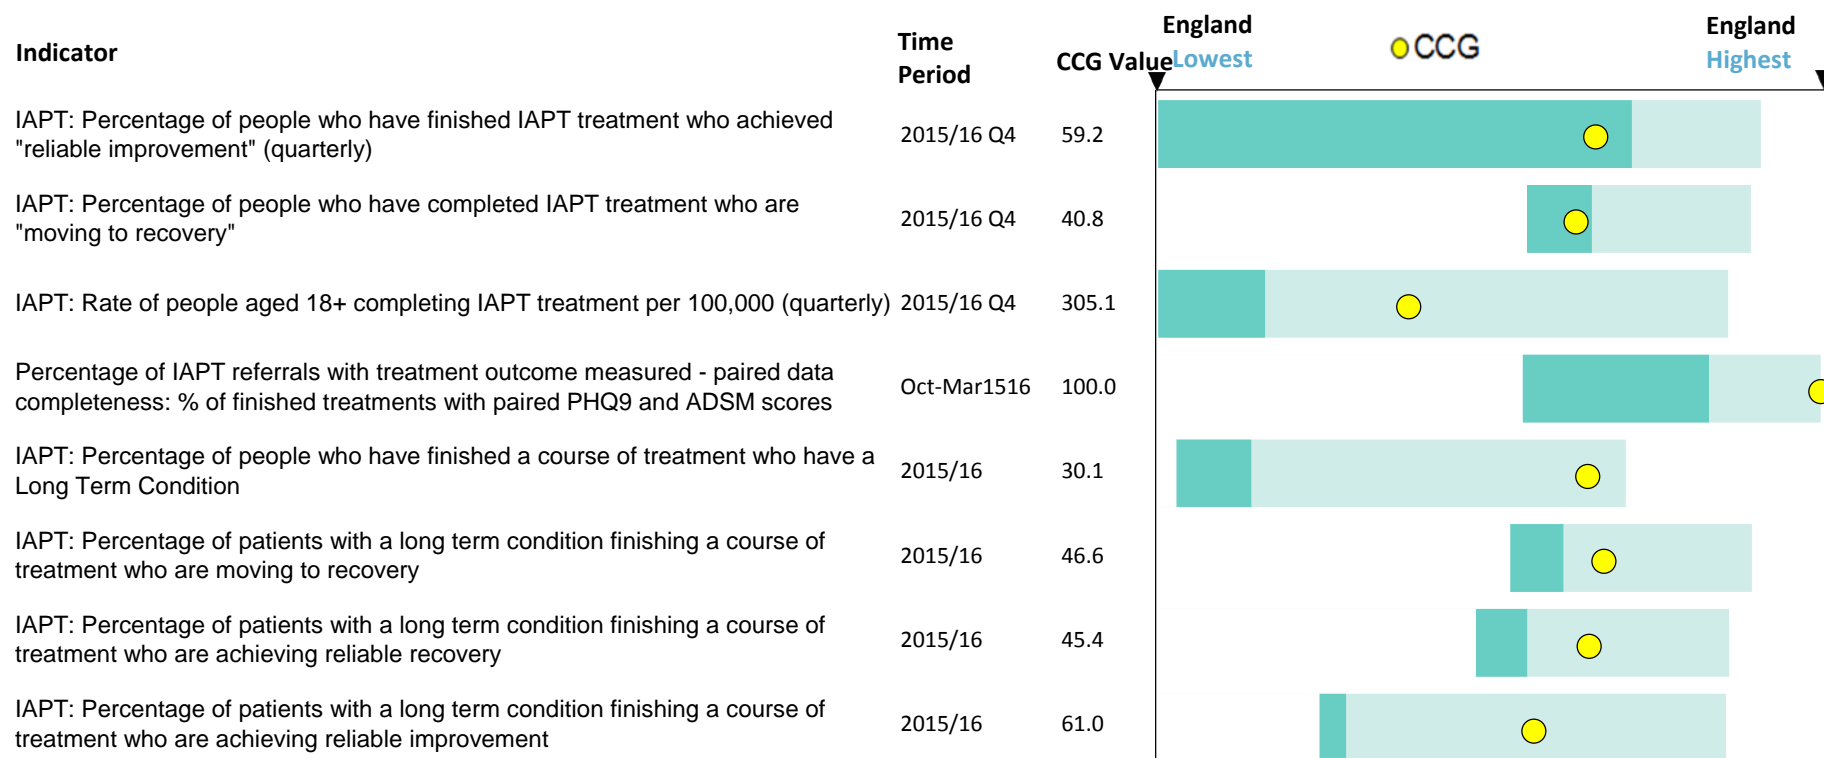 Indicator
Time
Period
CCG Value
England
Lowest
CCG
England
Highest
IAPT: Percentage of people who have finished IAPT treatment who achieved
"reliable improvement" (quarterly)
2015/16 Q4
59.2
IAPT: Percentage of people who have completed IAPT treatment who are
"moving to recovery"
2015/16 Q4
40.8
IAPT: Rate of people aged 18+ completing IAPT treatment per 100,000 (quarterly)
2015/16 Q4
305.1
Percentage of IAPT referrals with treatment outcome measured - paired data
completeness: % of finished treatments with paired PHQ9 and ADSM scores
Oct-Mar1516
100.0
IAPT: Percentage of people who have finished a course of treatment who have a
Long Term Condition
2015/16
30.1
IAPT: Percentage of patients with a long term condition finishing a course of
treatment who are moving to recovery
2015/16
46.6
IAPT: Percentage of patients with a long term condition finishing a course of
treatment who are achieving reliable recovery
2015/16
45.4
IAPT: Percentage of patients with a long term condition finishing a course of
treatment who are achieving reliable improvement
2015/16
61.0